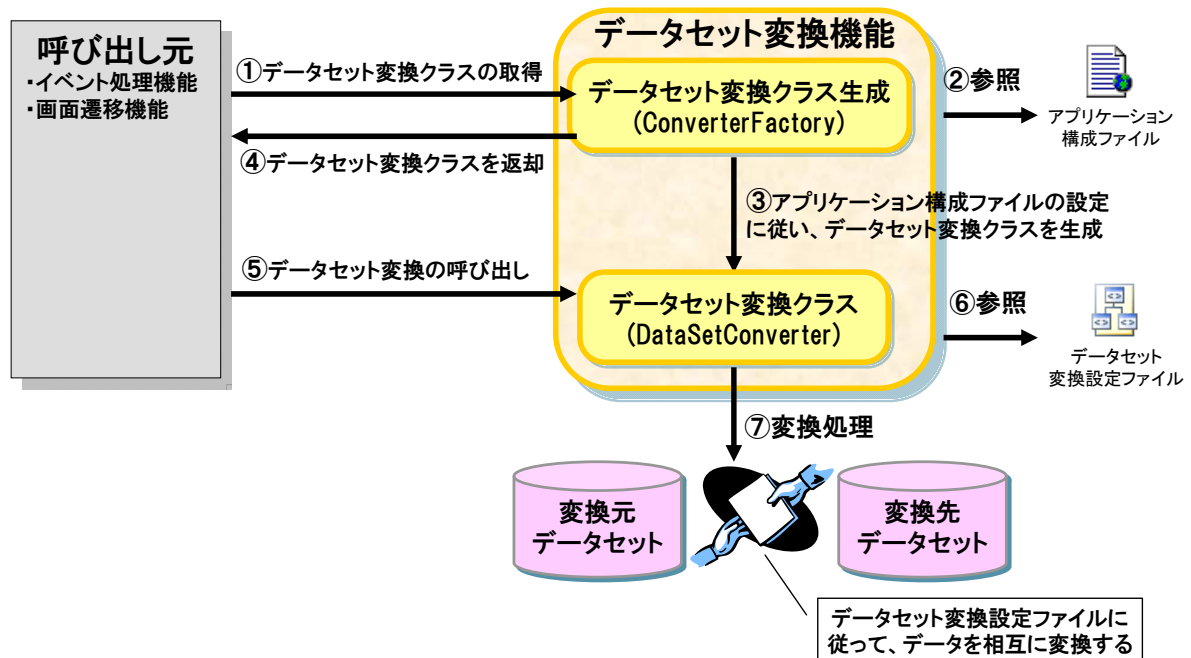 呼び出し元
・イベント処理機能
・画面遷移機能
データセット変換機能
①データセット変換クラスの取得
データセット変換クラス生成
(ConverterFactory)
②参照
アプリケーション
構成ファイル
④データセット変換クラスを返却
③アプリケーション構成ファイルの設定
に従い、データセット変換クラスを生成
⑤データセット変換の呼び出し
データセット変換クラス
(DataSetConverter)
⑥参照
データセット
変換設定ファイル
⑦変換処理
変換元
データセット
変換先
データセット
データセット変換設定ファイルに
従って、データを相互に変換する